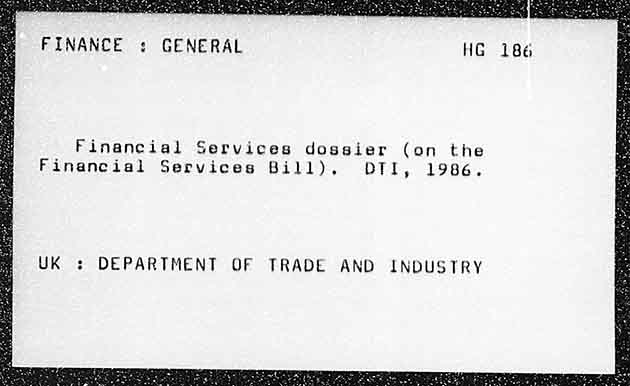 FINANCE : GENERAL HG 186
Financial Services dossier (on the
Financial Services Bill). DTI, 1986.
UK : DEPARTMENT OF TRADE AND INDUSTRY